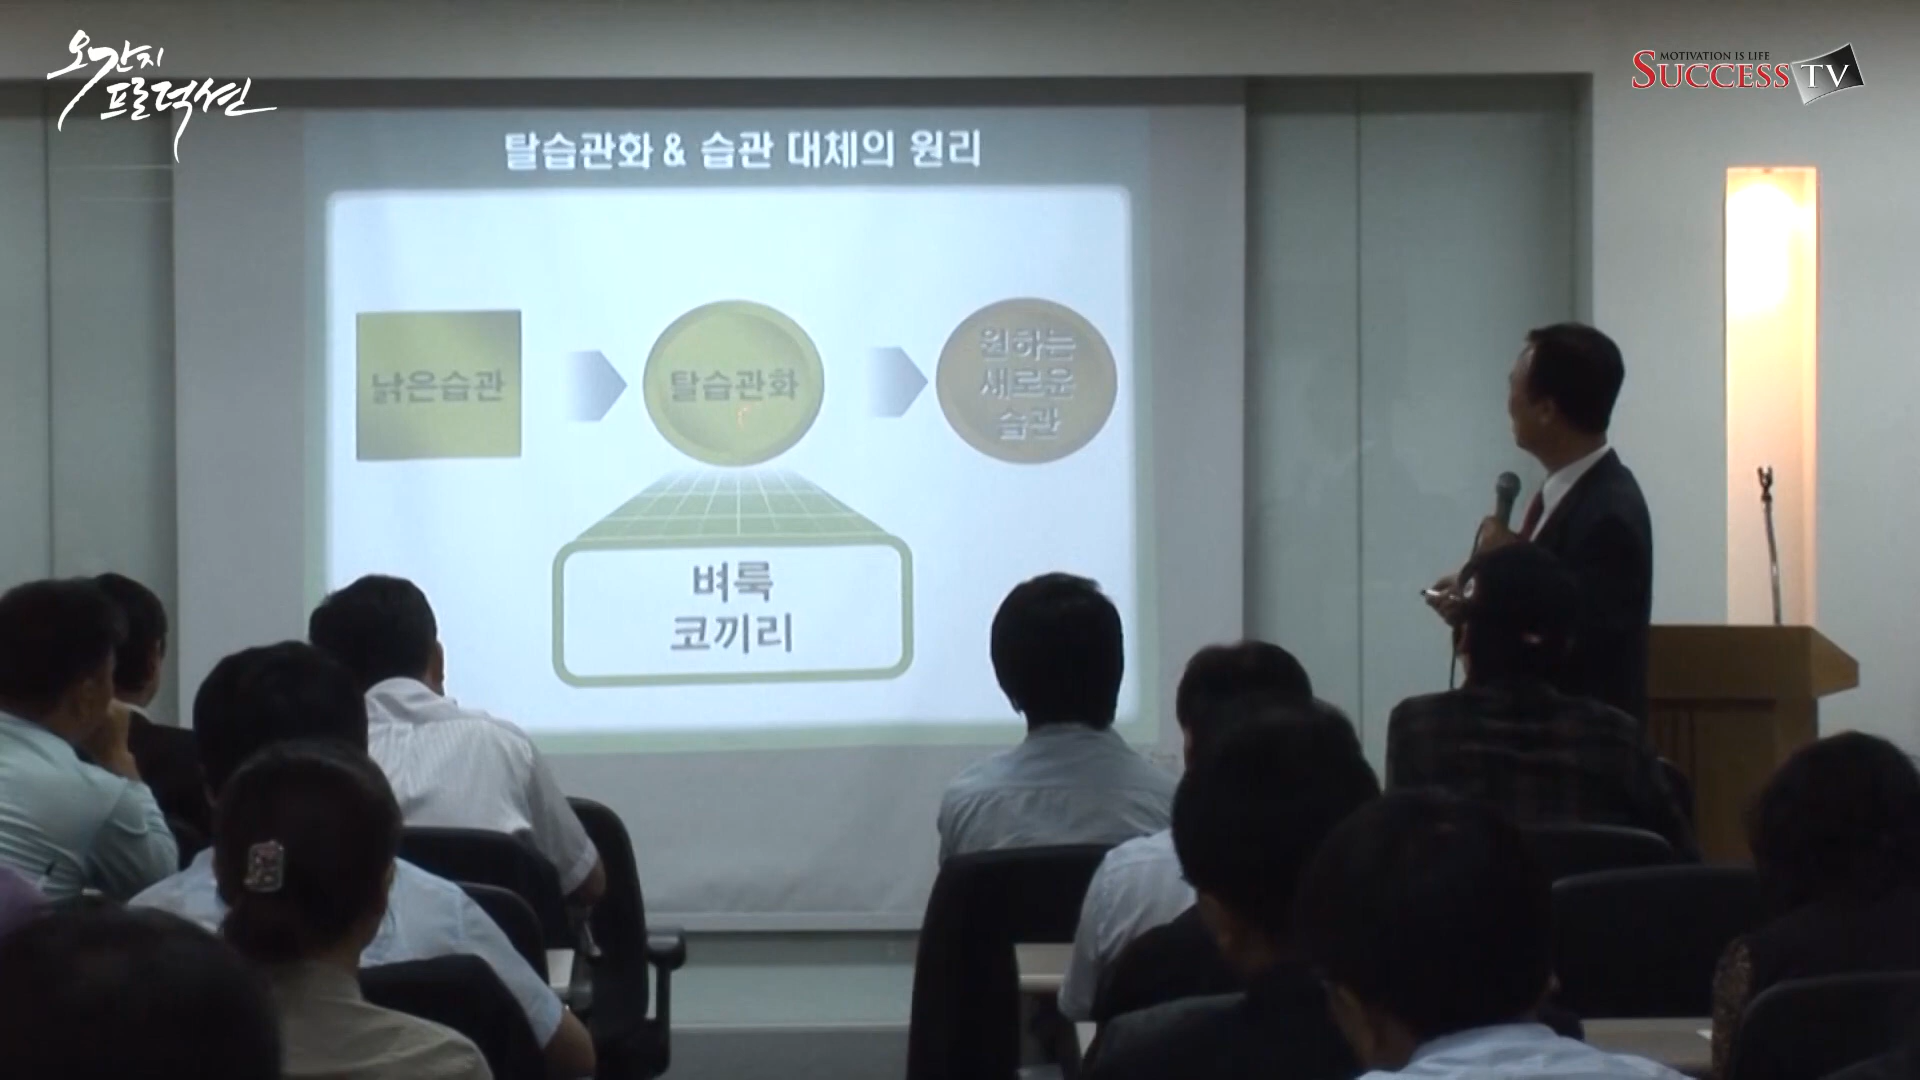 오간지
프로덕션
MOTIVATION IS LIFE
SUCCESS TV
탈습관화 & 습관 대체의 원리
낡은습관
탈습관화
원하는
새로운
습관
벼룩
코끼리